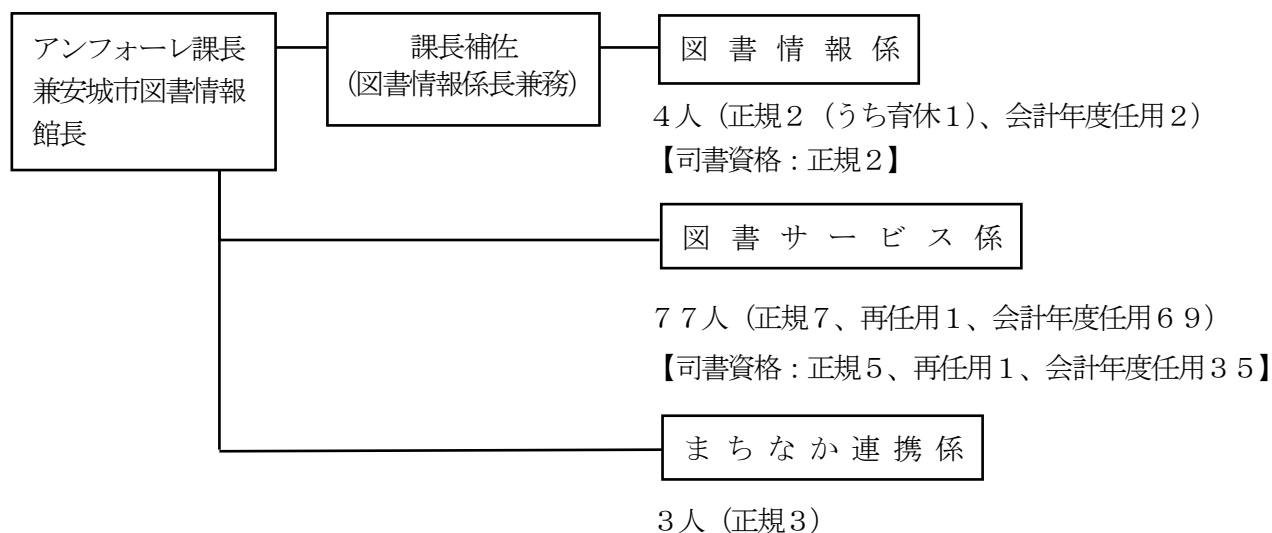 アンフォーレ課長
兼安城市図書情報
館長
課長補佐
(図書情報係長兼務)
図書情報係
４人（正規２（うち育休１）、会計年度任用２）
【司書資格：正規２】
図書サービス係
７７人（正規７、再任用１、会計年度任用６９）
【司書資格：正規５、再任用１、会計年度任用３５】
まちなか連携係
３人（正規３）